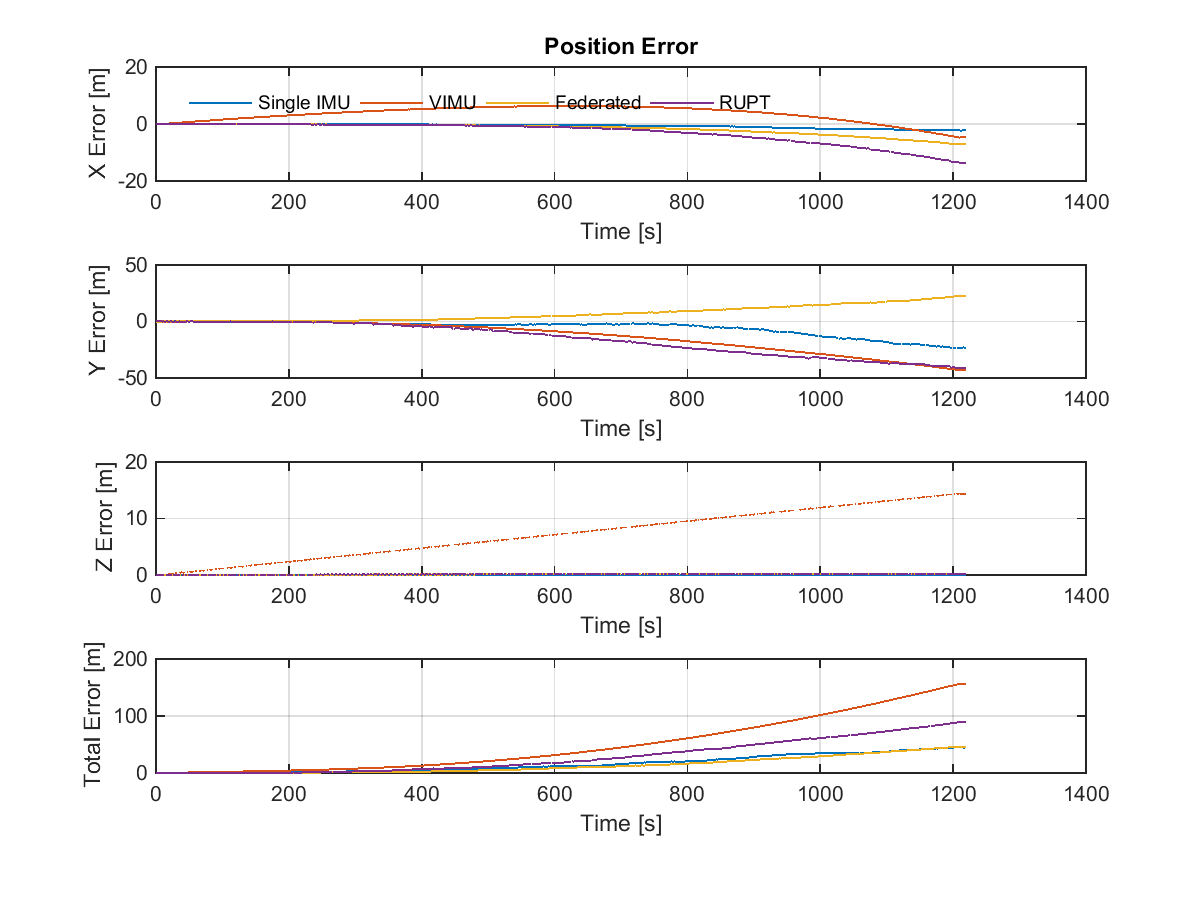 Position Error
20
0
-20
X Error [m]
Single IMU VIMU Federated RUPT
0 200 400 600 800 1000 1200 1400
Time [s]
50
0
-50
Y Error [m]
0 200 400 600 800 1000 1200 1400
Time [s]
20
10
0
Z Error [m]
0 200 400 600 800 1000 1200 1400
Time [s]
200
100
0
Total Error [m]
0 200 400 600 800 1000 1200 1400
Time [s]